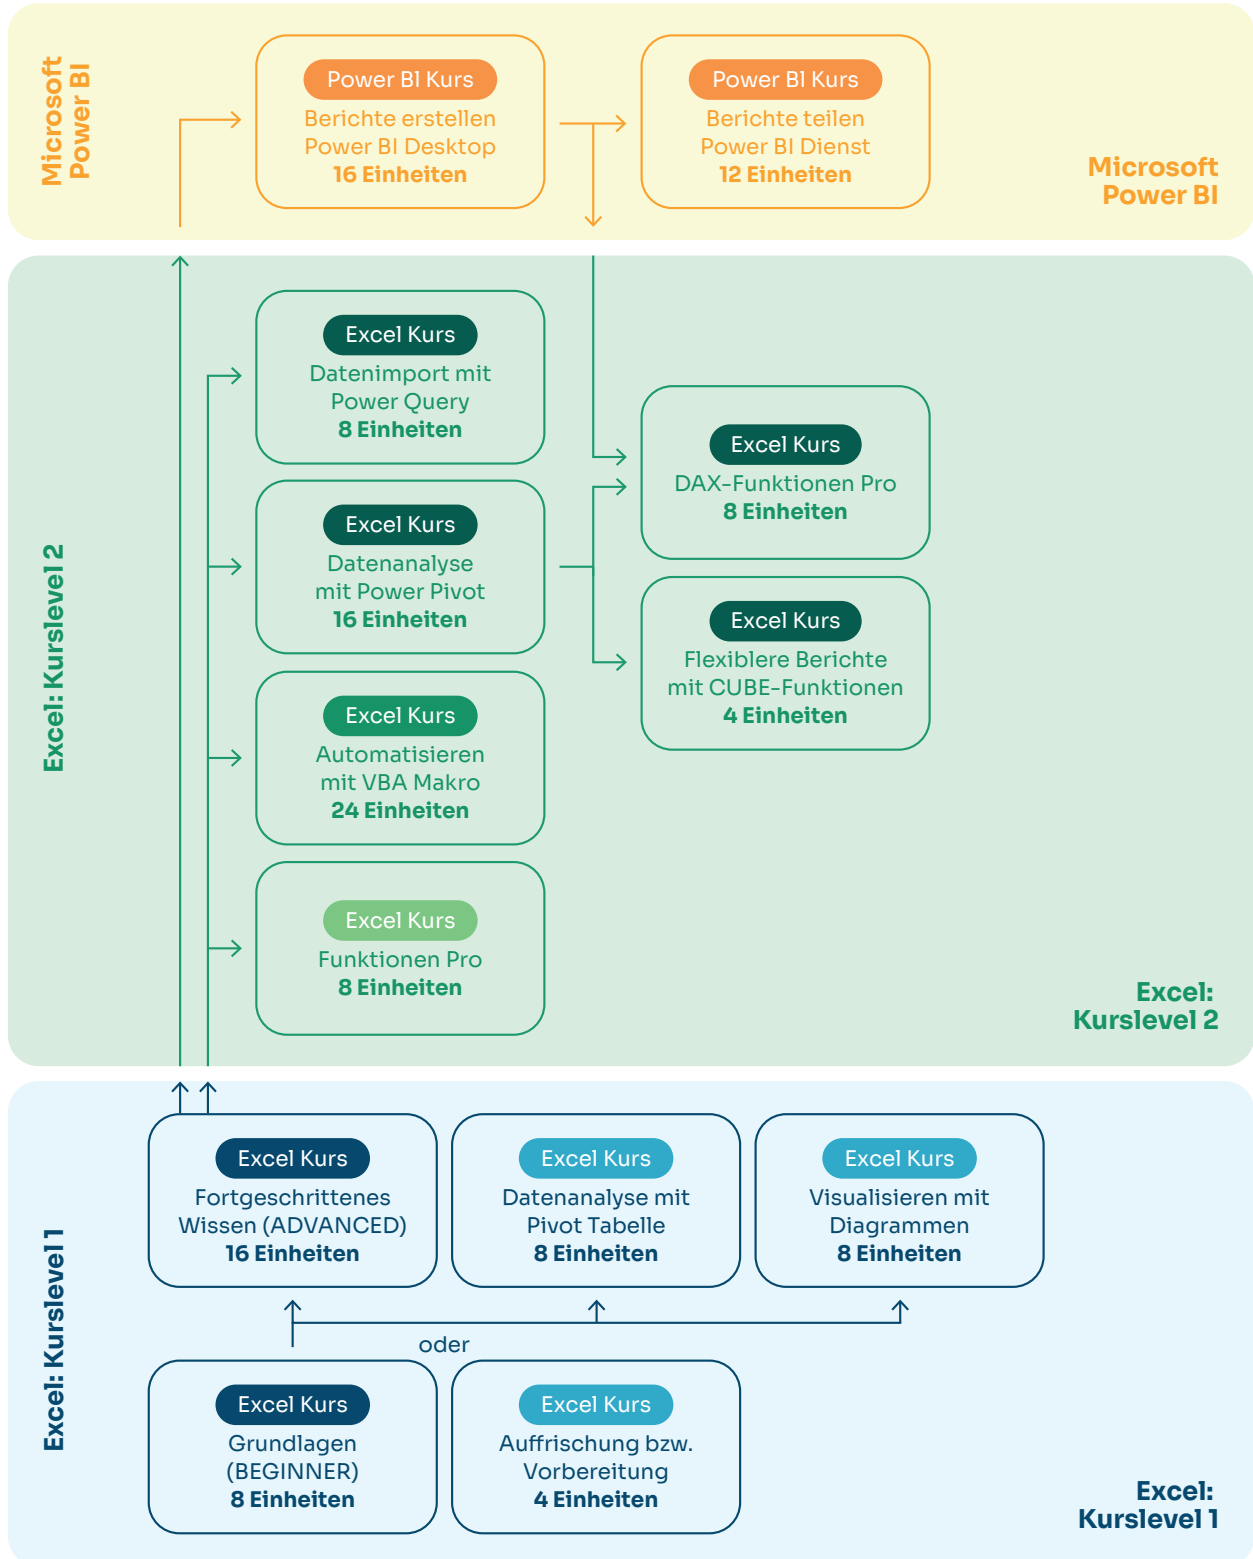 Microsoft
Power BI
Power BI Kurs
Berichte erstellen
Power BI Desktop
16 Einheiten
Power BI Kurs
Berichte teilen
Power BI Dienst
12 Einheiten
Microsoft
Power BI
Excel: Kurslevel 2
Excel Kurs
Datenimport mit
Power Query
8 Einheiten
Excel Kurs
Datenanalyse
mit Power Pivot
16 Einheiten
Excel Kurs
Automatisieren
mit VBA Makro
24 Einheiten
Excel Kurs
Funktionen Pro
8 Einheiten
Excel Kurs
DAX-Funktionen Pro
8 Einheiten
Excel Kurs
Flexiblere Berichte
mit CUBE-Funktionen
4 Einheiten
Excel:
Kurslevel 2
Excel: Kurslevel 1
Excel Kurs
Fortgeschrittenes
Wissen (ADVANCED)
16 Einheiten
Excel Kurs
Datenanalyse mit
Pivot Tabelle
8 Einheiten
Excel Kurs
Visualisieren mit
Diagrammen
8 Einheiten
oder
Excel Kurs
Grundlagen
(BEGINNER)
8 Einheiten
Excel Kurs
Auffrischung bzw.
Vorbereitung
4 Einheiten
Excel:
Kurslevel 1